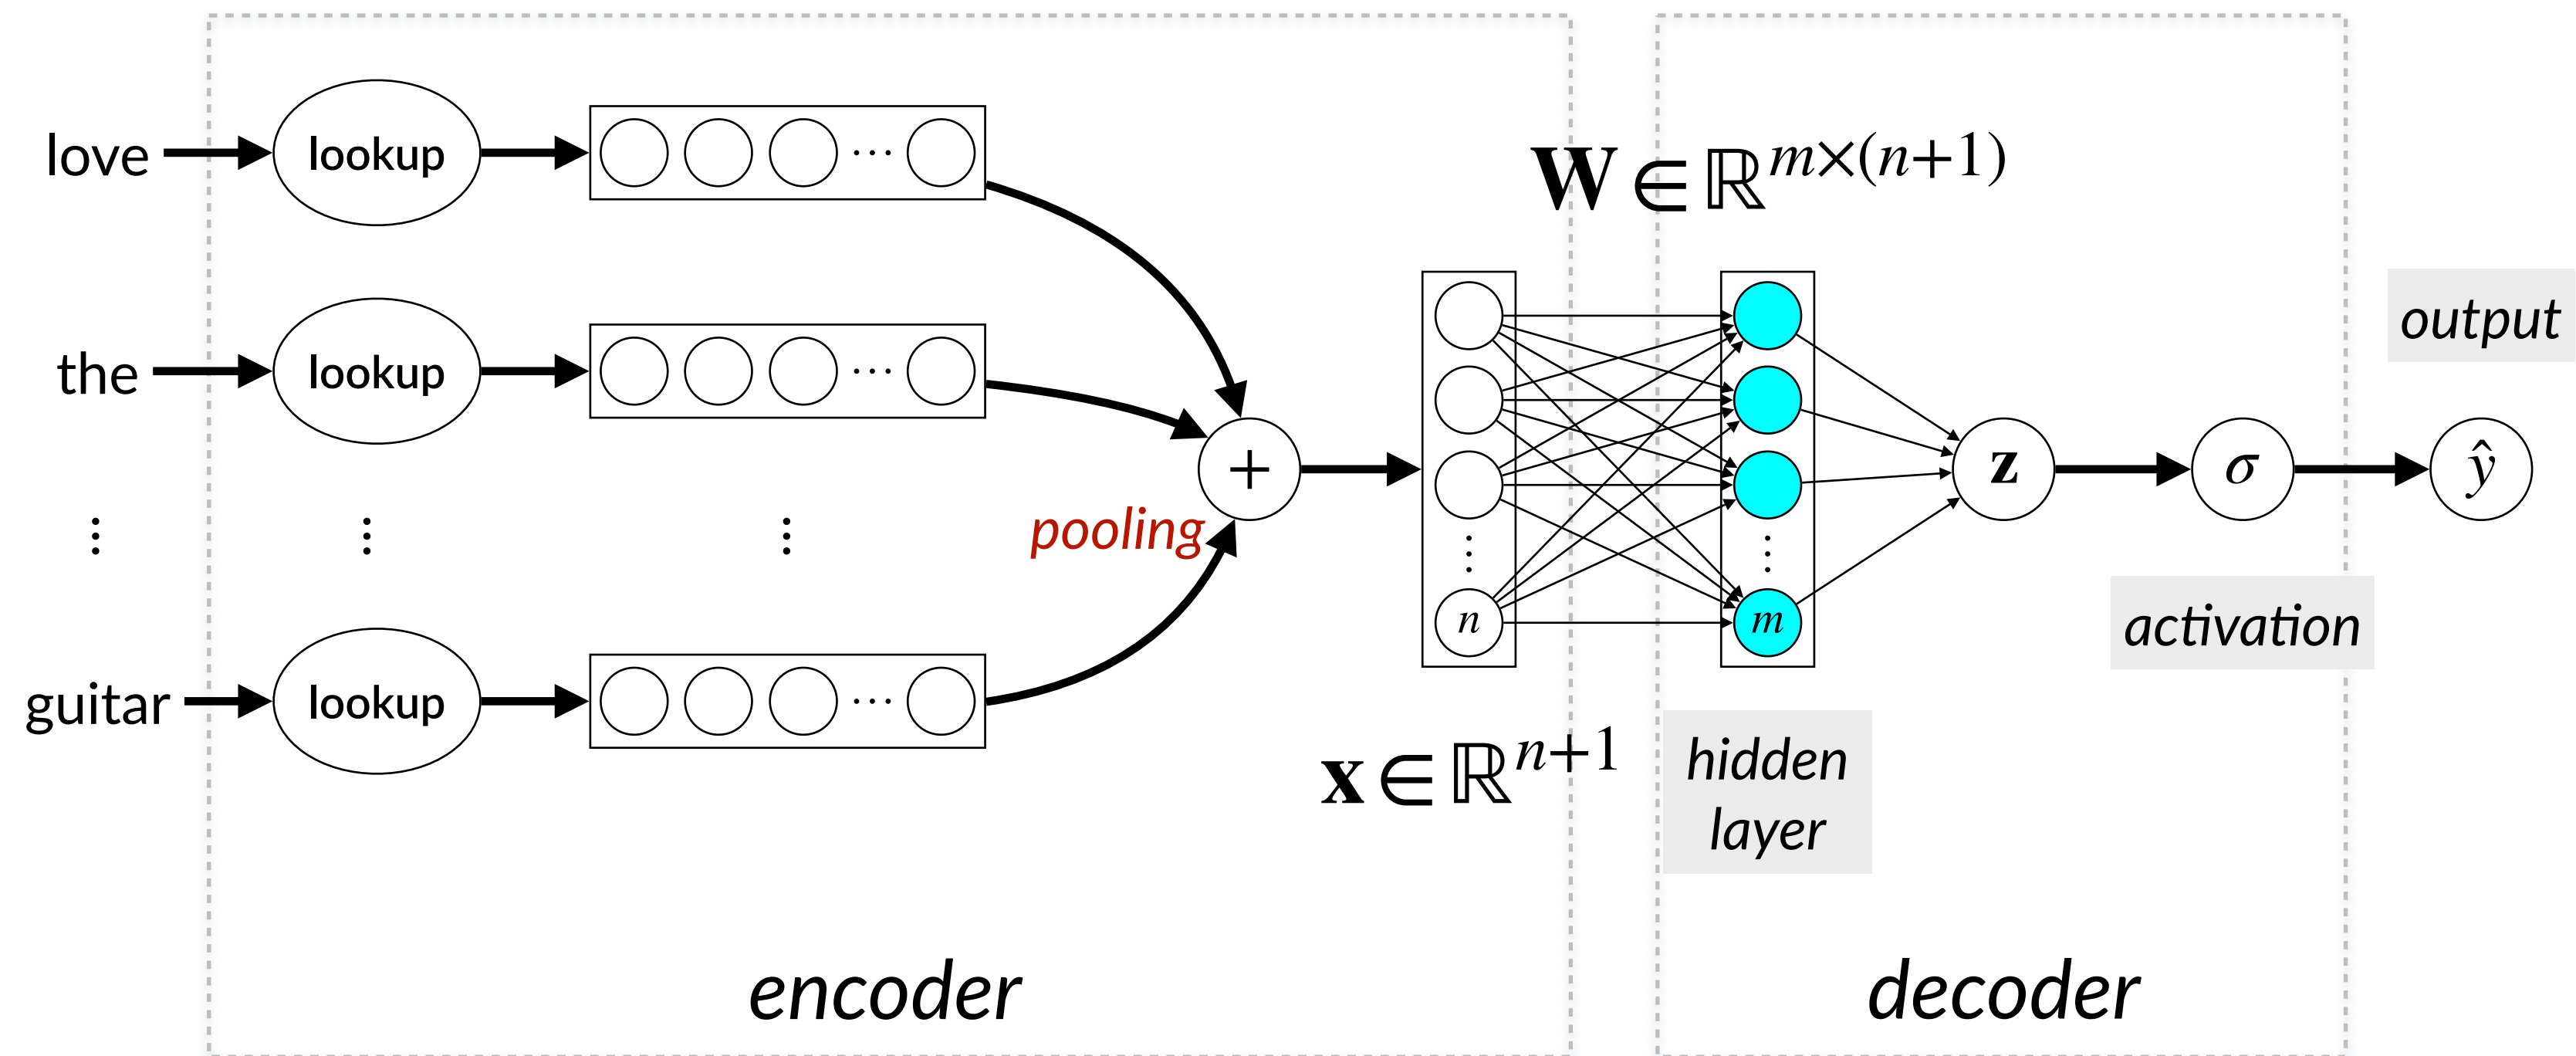 love
lookup
...
the
lookup
...
⋮
⋮
⋮
guitar
lookup
...
pooling
+
encoder
W ∈ ℝ^{m×(n+1)}
⋮
n
⋮
m
x ∈ ℝ^{n+1}
hidden
layer
z
σ
activation
output
ŷ
decoder